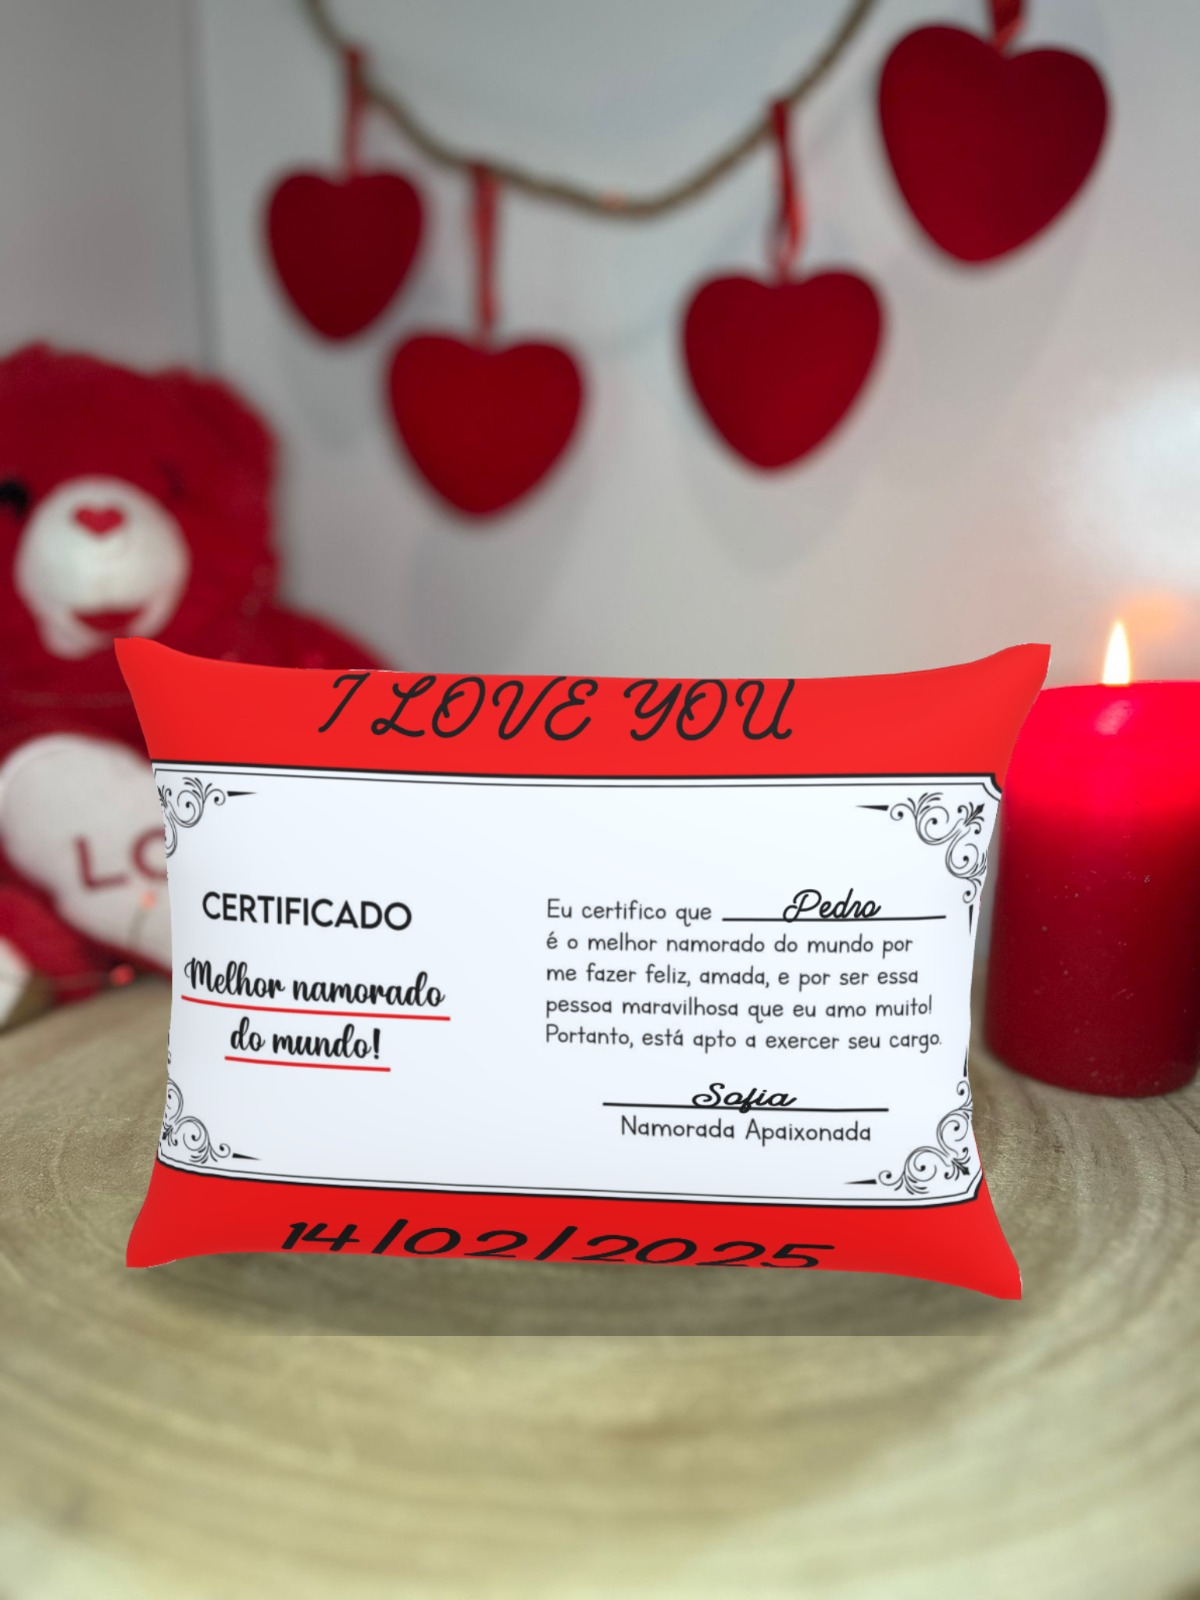 I LOVE YOU
CERTIFICADO
Melhor namorado
do mundo!
Eu certifico que Pedro
é o melhor namorado do mundo por
me fazer feliz, amada, e por ser essa
pessoa maravilhosa que eu amo muito!
Portanto, está apto a exercer seu cargo.
Sofia
Namorada Apaixonada
14/02/2025
LO